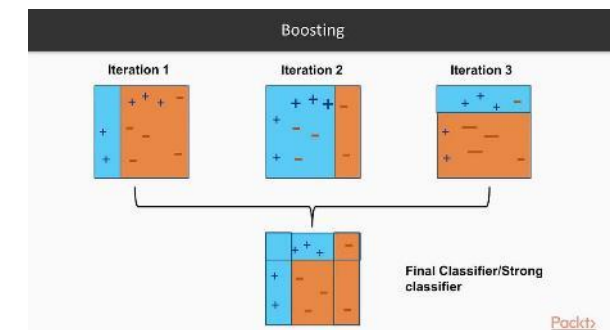 Boosting
Iteration 1
Iteration 2
Iteration 3
Final Classifier/Strong
classifier
Packt>